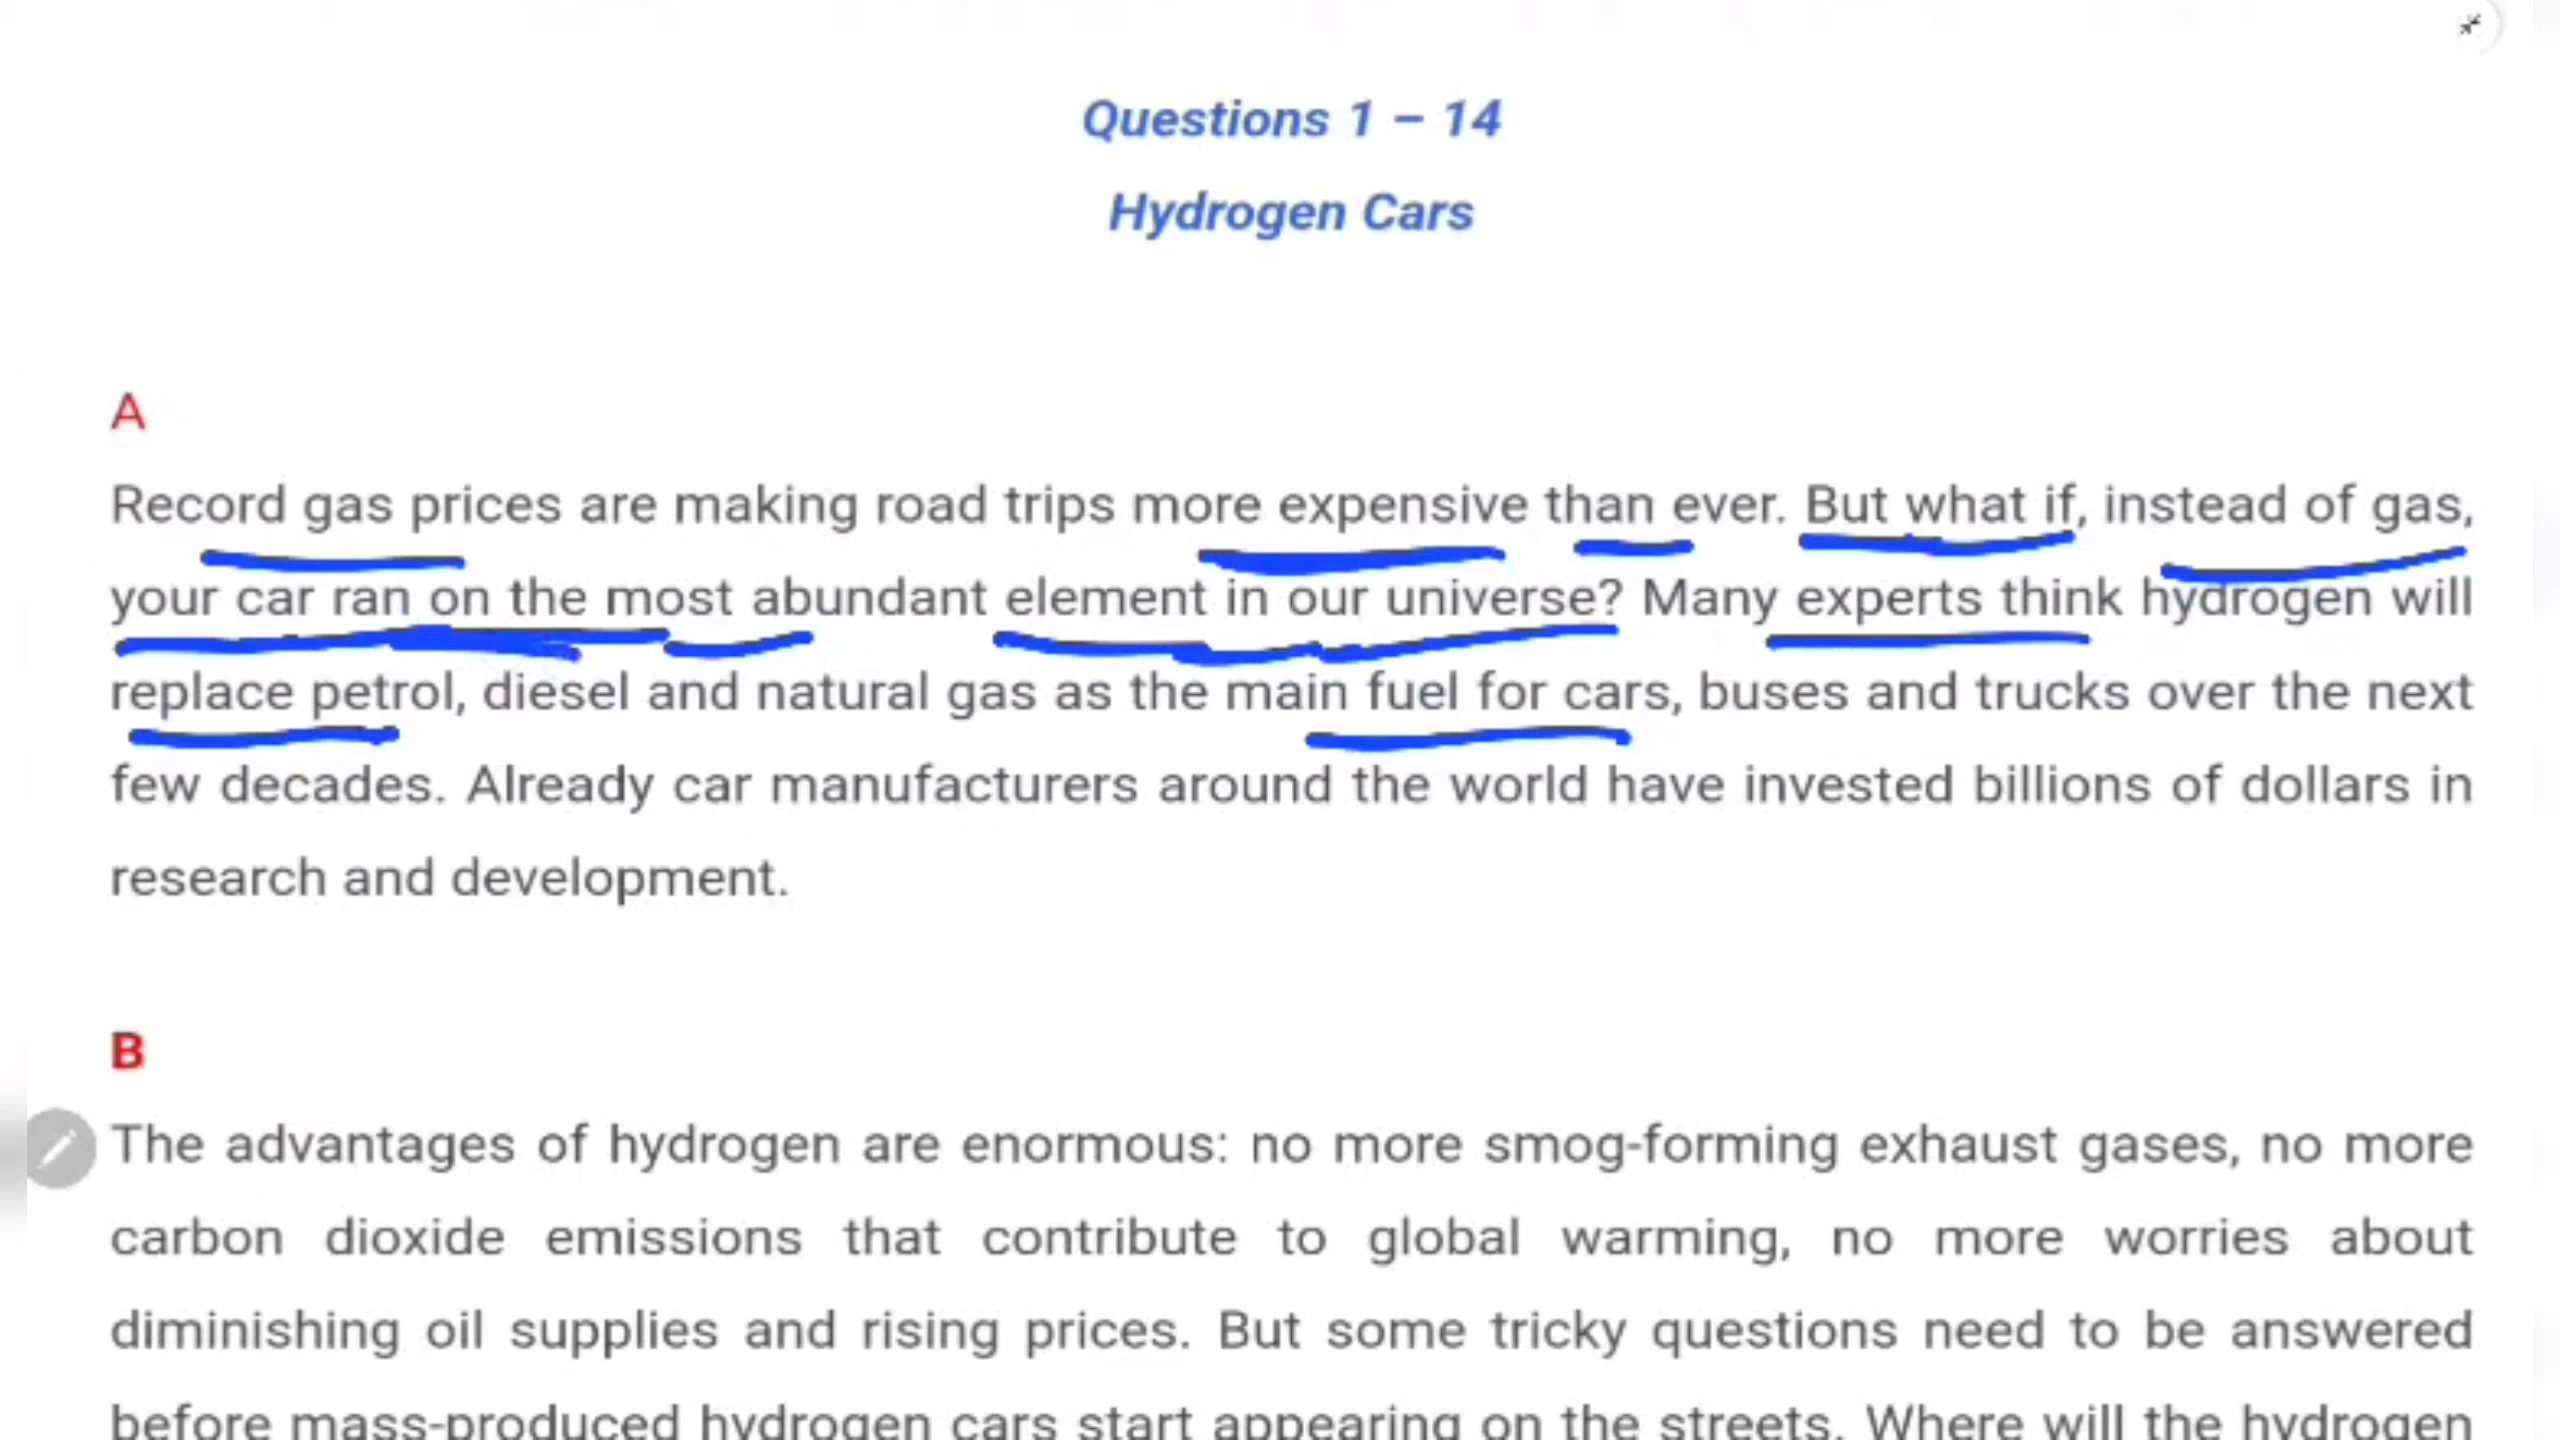 Questions 1 – 14
Hydrogen Cars
A
Record gas prices are making road trips more expensive than ever. But what if, instead of gas,
your car ran on the most abundant element in our universe? Many experts think hydrogen will
replace petrol, diesel and natural gas as the main fuel for cars, buses and trucks over the next
few decades. Already car manufacturers around the world have invested billions of dollars in
research and development.
B
The advantages of hydrogen are enormous: no more smog-forming exhaust gases, no more
carbon dioxide emissions that contribute to global warming, no more worries about
diminishing oil supplies and rising prices. But some tricky questions need to be answered
before mass-produced hydrogen cars start appearing on the streets. Where will the hydrogen